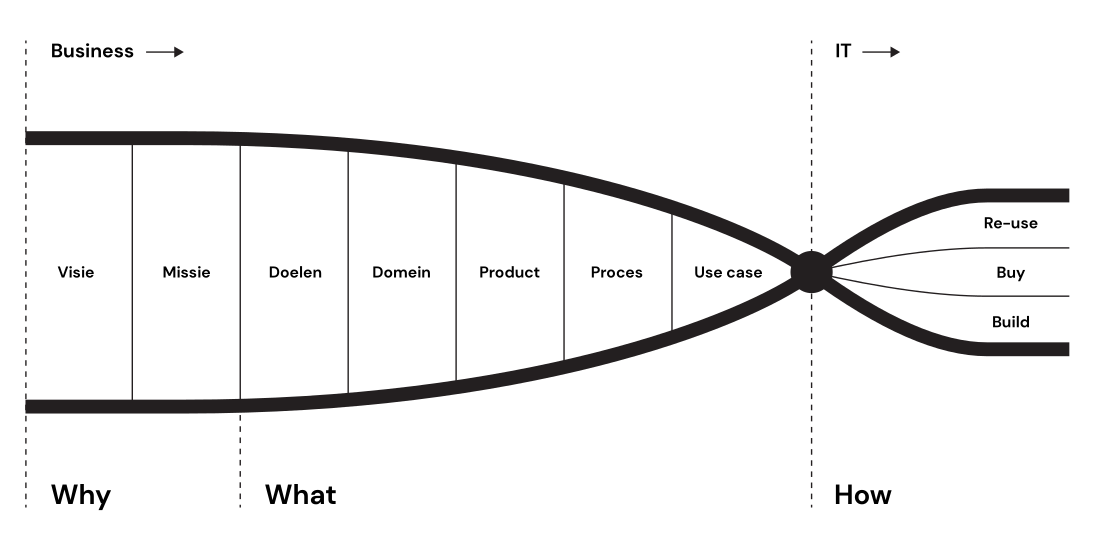 Business
IT
Re-use
Visie
Missie
Doelen
Domein
Product
Proces
Use case
Buy
Build
Why
What
How